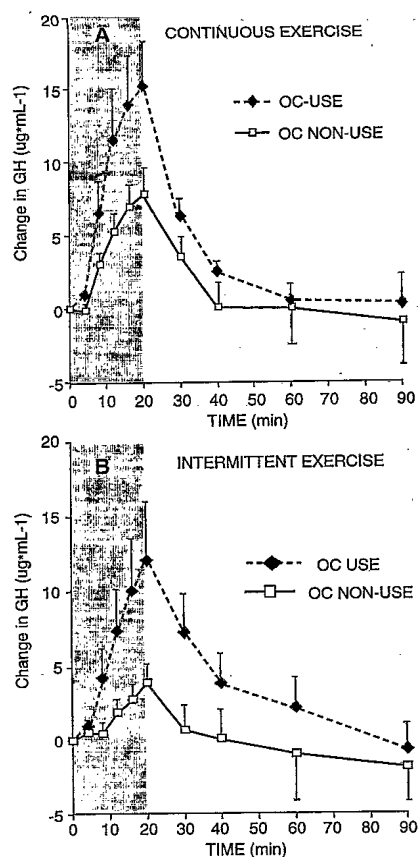 20
A
CONTINUOUS EXERCISE
15
OC-USE
10
OC NON-USE
5
0
-5
Change in GH (ug*mL-1)
0 10 20 30 40 50 60 70 80 90
TIME (min)
20
B
INTERMITTENT EXERCISE
15
OC USE
10
OC NON-USE
5
0
-5
Change in GH (ug*mL-1)
0 10 20 30 40 50 60 70 80 90
TIME (min)